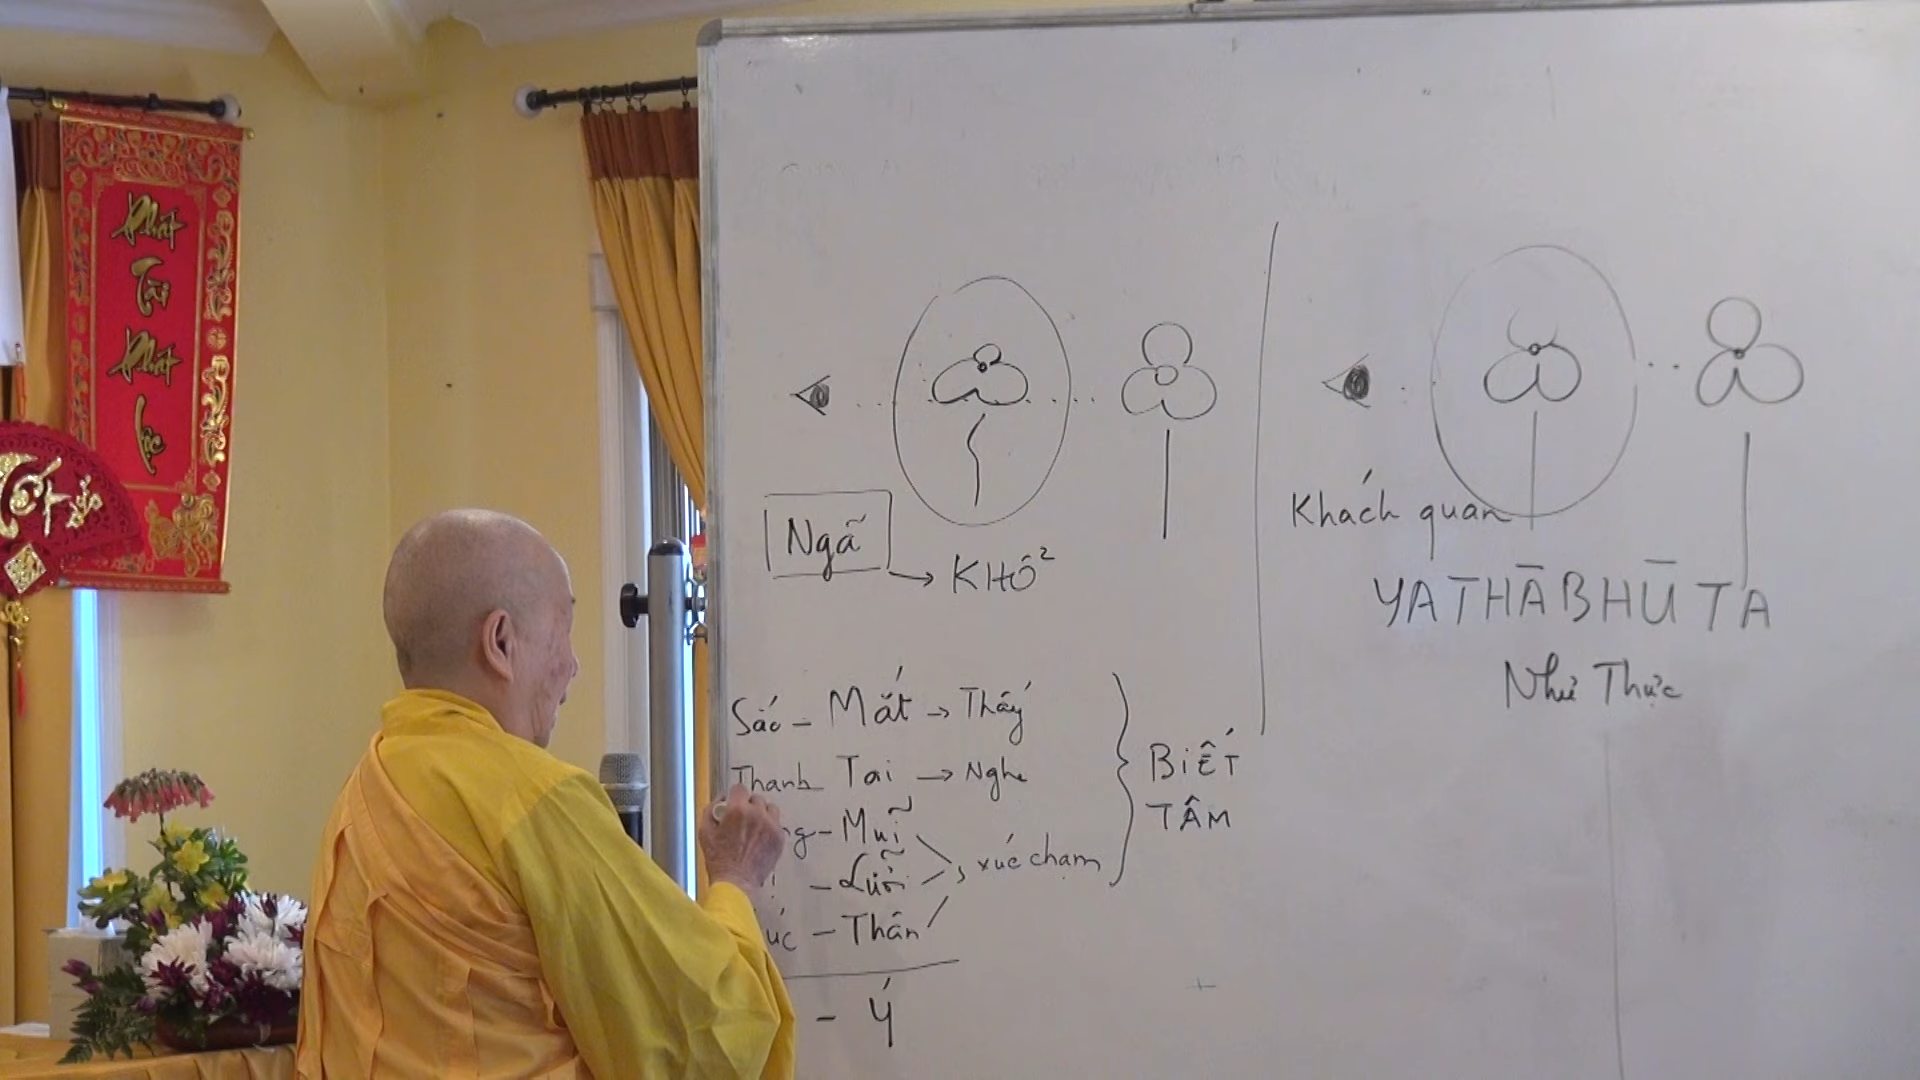 Phát
Tài
Phát
Lộc
Ngã
→ KHỔ²
Khách quan
YATHĀBHŪTA
Như Thực
Sắc – Mắt → Thấy
Thanh Tai → Nghe
– Mũi
– Lưỡi
xúc chạm
– Thân
– Ý
BIẾT
TÂM